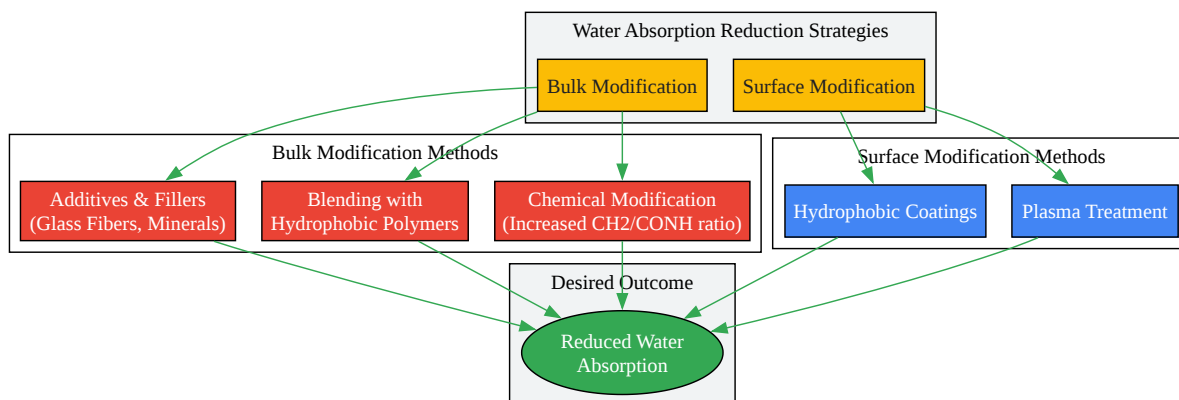 Water Absorption Reduction Strategies
Bulk Modification
Surface Modification
Bulk Modification Methods
Surface Modification Methods
Additives & Fillers
(Glass Fibers, Minerals)
Blending with
Hydrophobic Polymers
Chemical Modification
(Increased CH2/CONH ratio)
Hydrophobic Coatings
Plasma Treatment
Desired Outcome
Reduced Water
Absorption